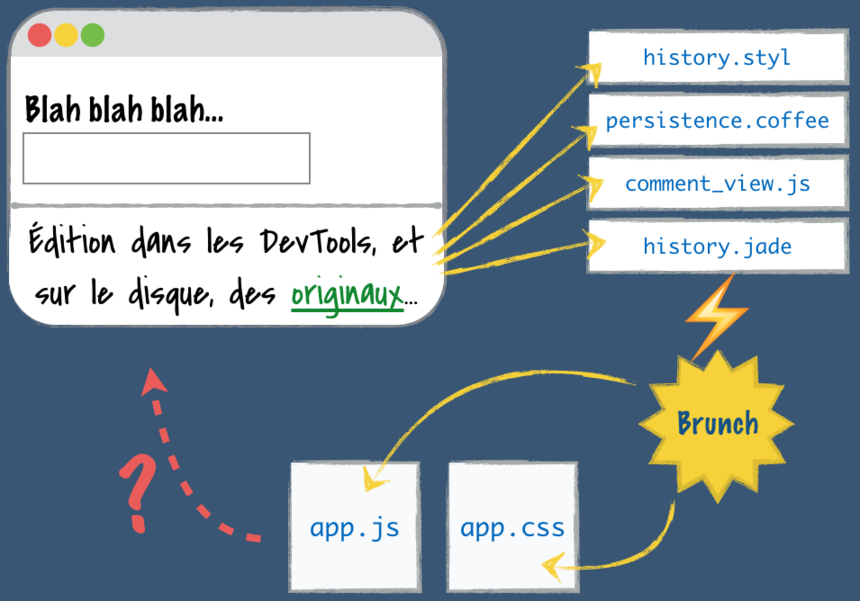 Blah blah blah...
Édition dans les DevTools, et
sur le disque, des originaux...
history.styl
persistence.coffee
comment_view.js
history.jade
Brunch
?
app.js
app.css